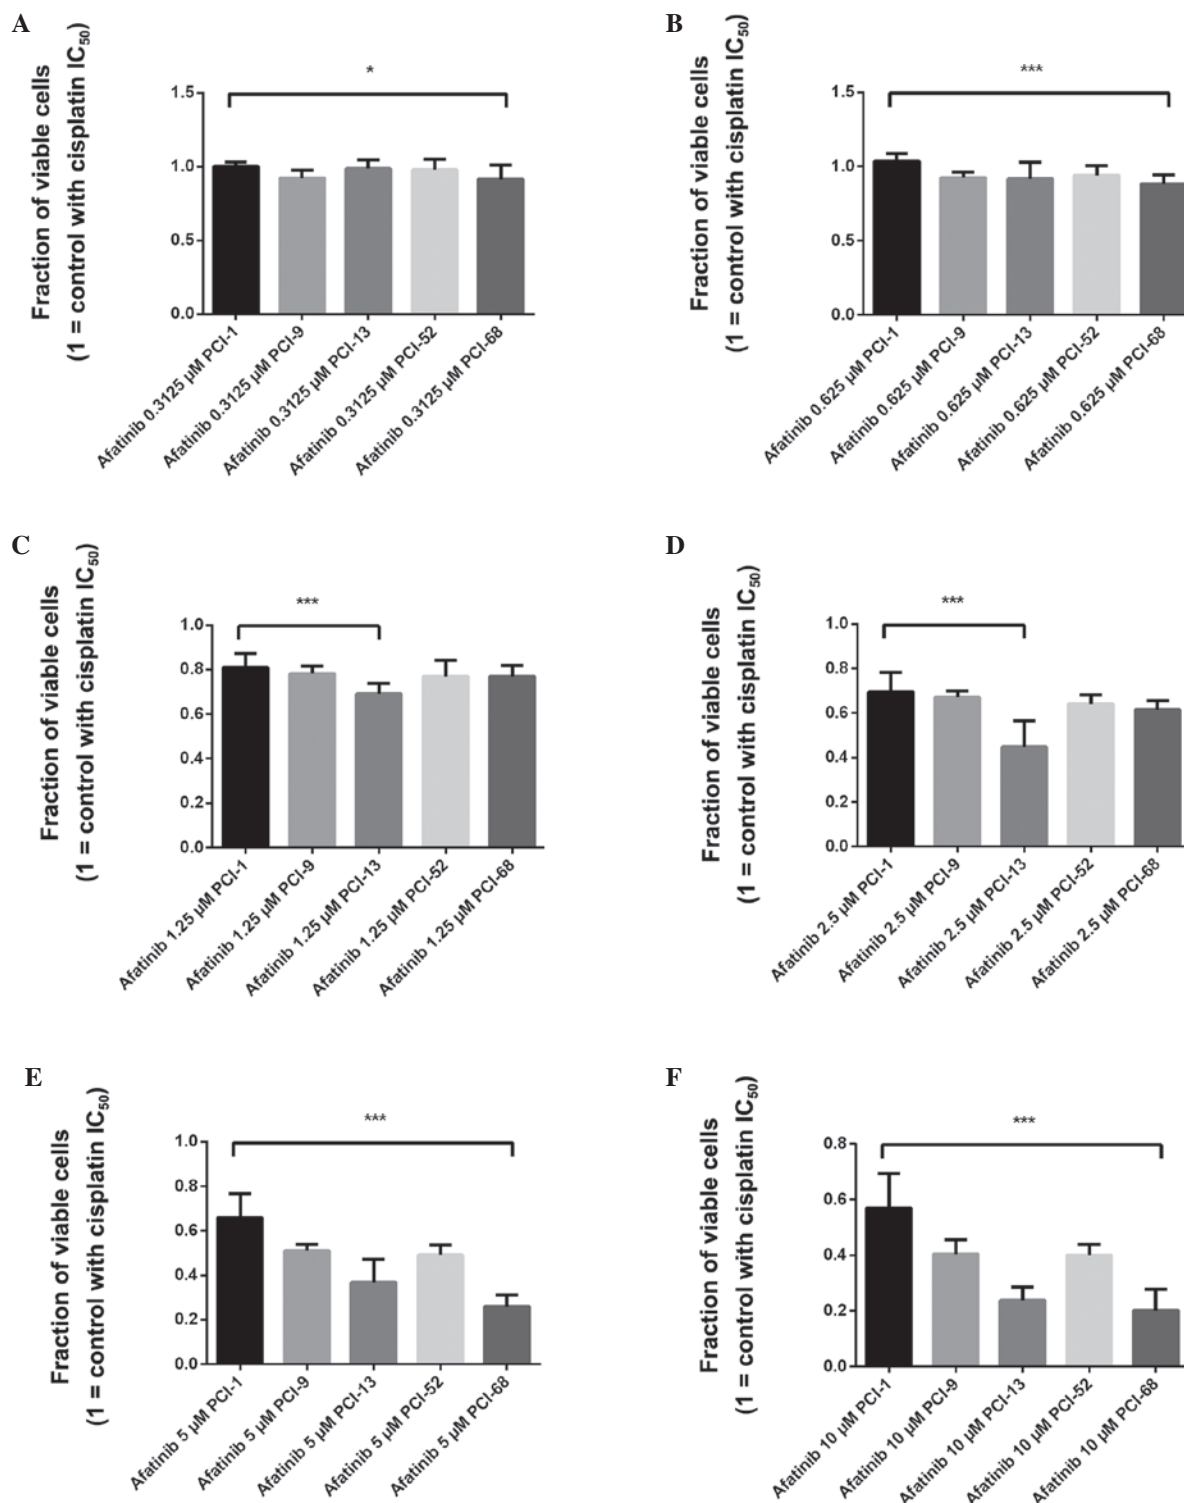 A
Fraction of viable cells
(1 = control with cisplatin IC50)
*
1.5
1.0
0.5
0.0
Afatinib 0.3125 µM PCI-1
Afatinib 0.3125 µM PCI-9
Afatinib 0.3125 µM PCI-13
Afatinib 0.3125 µM PCI-52
Afatinib 0.3125 µM PCI-68
B
Fraction of viable cells
(1 = control with cisplatin IC50)
***
1.5
1.0
0.5
0.0
Afatinib 0.625 µM PCI-1
Afatinib 0.625 µM PCI-9
Afatinib 0.625 µM PCI-13
Afatinib 0.625 µM PCI-52
Afatinib 0.625 µM PCI-68
C
Fraction of viable cells
(1 = control with cisplatin IC50)
***
1.0
0.8
0.6
0.4
0.2
0.0
Afatinib 1.25 µM PCI-1
Afatinib 1.25 µM PCI-9
Afatinib 1.25 µM PCI-13
Afatinib 1.25 µM PCI-52
Afatinib 1.25 µM PCI-68
D
Fraction of viable cells
(1 = control with cisplatin IC50)
***
1.0
0.8
0.6
0.4
0.2
0.0
Afatinib 2.5 µM PCI-1
Afatinib 2.5 µM PCI-9
Afatinib 2.5 µM PCI-13
Afatinib 2.5 µM PCI-52
Afatinib 2.5 µM PCI-68
E
Fraction of viable cells
(1 = control with cisplatin IC50)
***
1.0
0.8
0.6
0.4
0.2
0.0
Afatinib 5 µM PCI-1
Afatinib 5 µM PCI-9
Afatinib 5 µM PCI-13
Afatinib 5 µM PCI-52
Afatinib 5 µM PCI-68
F
Fraction of viable cells
(1 = control with cisplatin IC50)
***
0.8
0.6
0.4
0.2
0.0
Afatinib 10 µM PCI-1
Afatinib 10 µM PCI-9
Afatinib 10 µM PCI-13
Afatinib 10 µM PCI-52
Afatinib 10 µM PCI-68